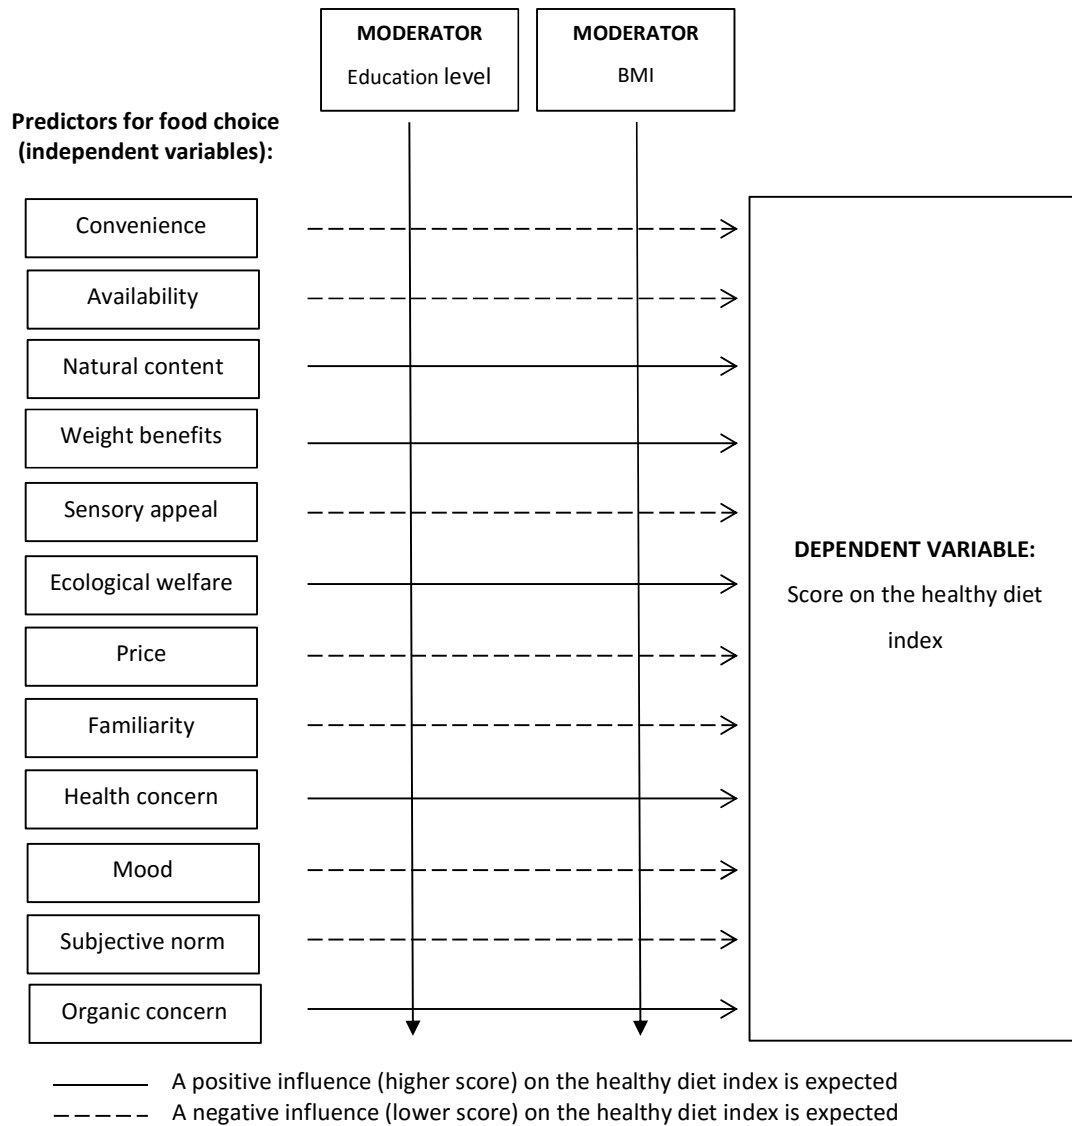 MODERATOR
Education level
MODERATOR
BMI
Predictors for food choice
(independent variables):
Convenience
Availability
Natural content
Weight benefits
Sensory appeal
Ecological welfare
Price
Familiarity
Health concern
Mood
Subjective norm
Organic concern
DEPENDENT VARIABLE:
Score on the healthy diet
index
A positive influence (higher score) on the healthy diet index is expected
A negative influence (lower score) on the healthy diet index is expected